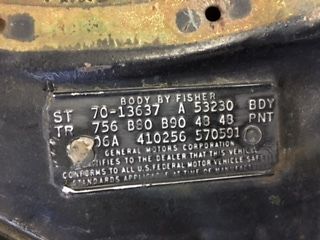 BODY BY FISHER
ST 70-13637 A 53230 BDY
TR 756 B80 B90 48 48 PNT
06A 410256 570591
GENERAL MOTORS CORPORATION
CERTIFIES TO THE DEALER THAT THIS VEHICLE
CONFORMS TO ALL U.S. FEDERAL MOTOR VEHICLE SAFETY
STANDARDS APPLICABLE AT TIME OF MANUFACTURE